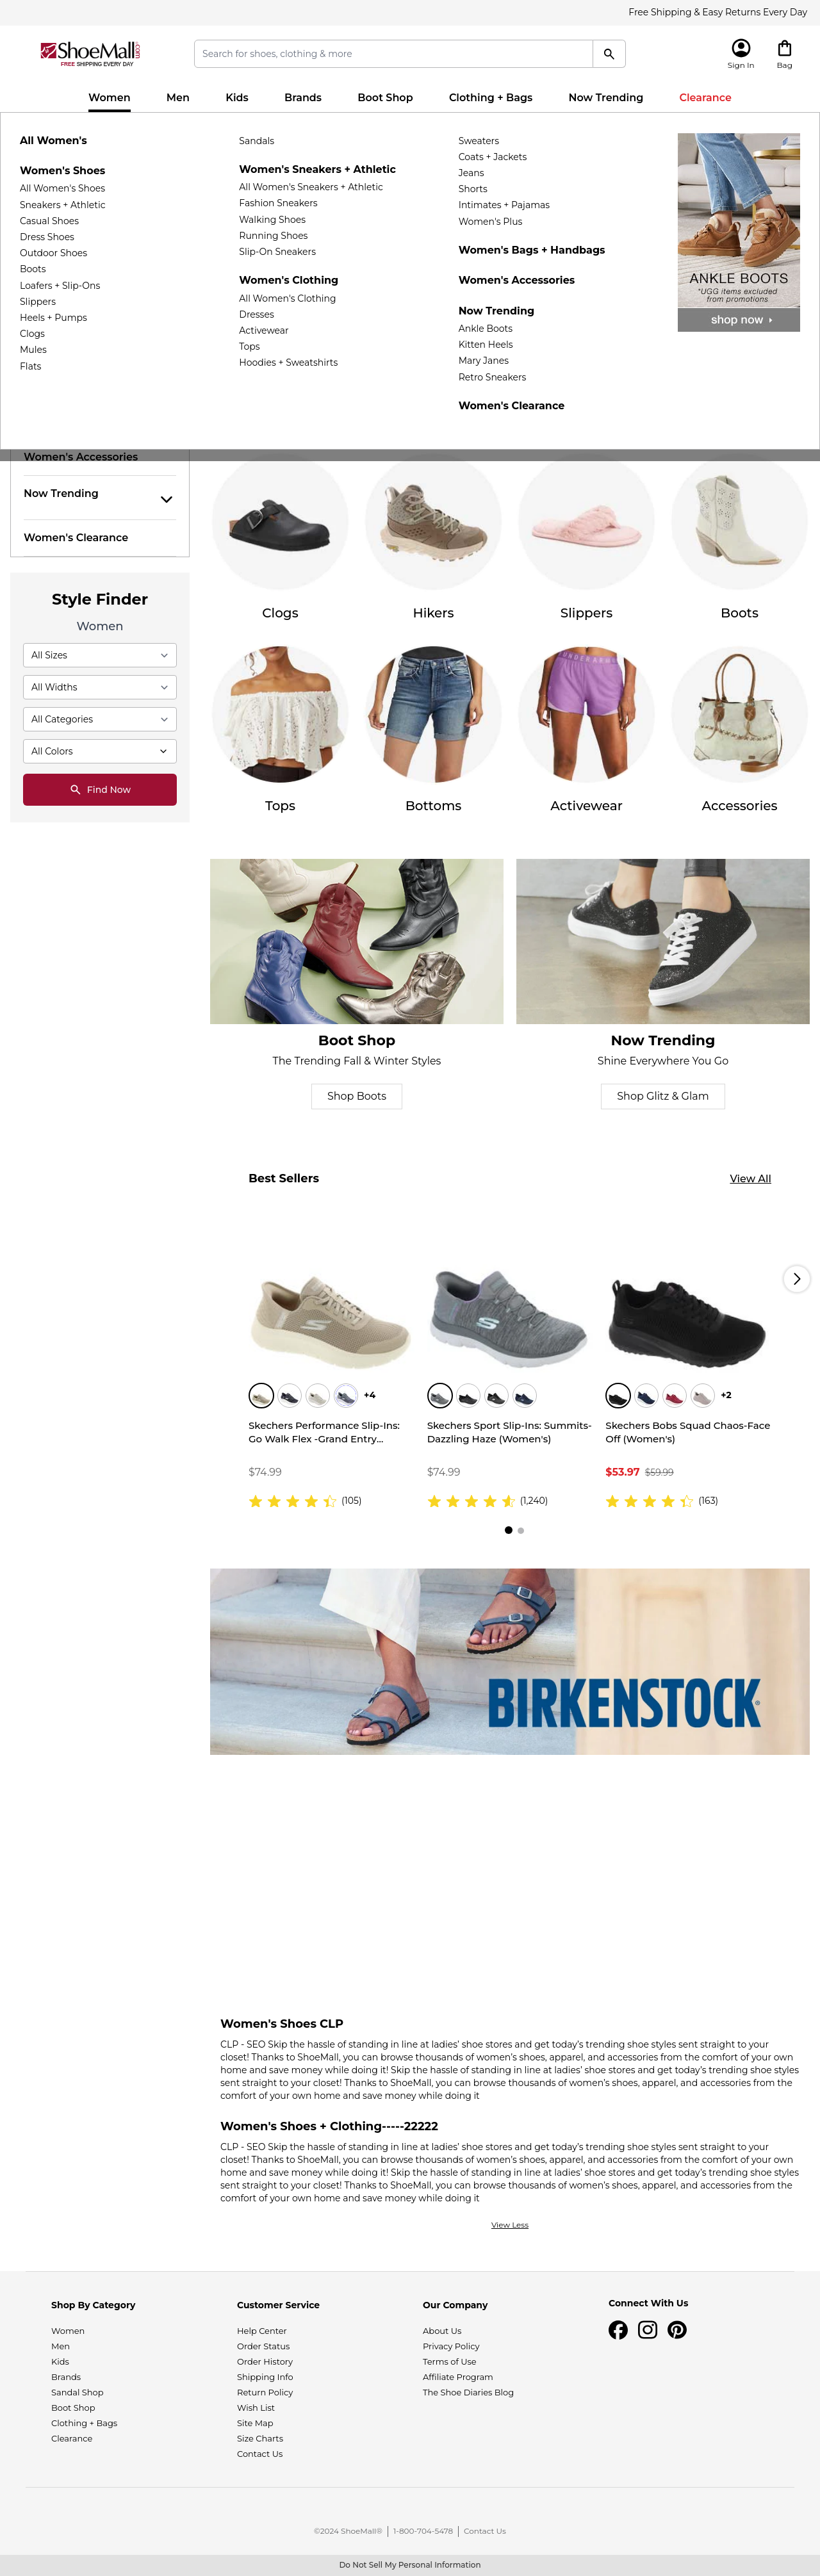 Free Shipping & Easy Returns Every Day
ShoeMall.com
FREE SHIPPING EVERY DAY
Search for shoes, clothing & more
Sign In
Bag
Women
Men
Kids
Brands
Boot Shop
Clothing + Bags
Now Trending
Clearance
All Women's
Women's Shoes
All Women's Shoes
Sneakers + Athletic
Casual Shoes
Dress Shoes
Outdoor Shoes
Boots
Loafers + Slip-Ons
Slippers
Heels + Pumps
Clogs
Mules
Flats
Sandals
Women's Sneakers + Athletic
All Women's Sneakers + Athletic
Fashion Sneakers
Walking Shoes
Running Shoes
Slip-On Sneakers
Women's Clothing
All Women's Clothing
Dresses
Activewear
Tops
Hoodies + Sweatshirts
Sweaters
Coats + Jackets
Jeans
Shorts
Intimates + Pajamas
Women's Plus
Women's Bags + Handbags
Women's Accessories
Now Trending
Ankle Boots
Kitten Heels
Mary Janes
Retro Sneakers
Women's Clearance
ANKLE BOOTS
*UGG items excluded
from promotions
shop now
Women's Accessories
Now Trending
Women's Clearance
Style Finder
Women
All Sizes
All Widths
All Categories
All Colors
Find Now
Clogs
Hikers
Slippers
Boots
Tops
Bottoms
Activewear
Accessories
Boot Shop
The Trending Fall & Winter Styles
Shop Boots
Now Trending
Shine Everywhere You Go
Shop Glitz & Glam
Best Sellers
View All
+4
Skechers Performance Slip-Ins:
Go Walk Flex -Grand Entry...
$74.99
(105)
Skechers Sport Slip-Ins: Summits-
Dazzling Haze (Women's)
$74.99
(1,240)
+2
Skechers Bobs Squad Chaos-Face
Off (Women's)
$53.97 $59.99
(163)
BIRKENSTOCK®
Women's Shoes CLP
CLP - SEO Skip the hassle of standing in line at ladies’ shoe stores and get today’s trending shoe styles sent straight to your
closet! Thanks to ShoeMall, you can browse thousands of women’s shoes, apparel, and accessories from the comfort of your own
home and save money while doing it! Skip the hassle of standing in line at ladies’ shoe stores and get today’s trending shoe styles
sent straight to your closet! Thanks to ShoeMall, you can browse thousands of women’s shoes, apparel, and accessories from the
comfort of your own home and save money while doing it
Women's Shoes + Clothing-----22222
CLP - SEO Skip the hassle of standing in line at ladies’ shoe stores and get today’s trending shoe styles sent straight to your
closet! Thanks to ShoeMall, you can browse thousands of women’s shoes, apparel, and accessories from the comfort of your own
home and save money while doing it! Skip the hassle of standing in line at ladies’ shoe stores and get today’s trending shoe styles
sent straight to your closet! Thanks to ShoeMall, you can browse thousands of women’s shoes, apparel, and accessories from the
comfort of your own home and save money while doing it
View Less
Shop By Category
Women
Men
Kids
Brands
Sandal Shop
Boot Shop
Clothing + Bags
Clearance
Customer Service
Help Center
Order Status
Order History
Shipping Info
Return Policy
Wish List
Site Map
Size Charts
Contact Us
Our Company
About Us
Privacy Policy
Terms of Use
Affiliate Program
The Shoe Diaries Blog
Connect With Us
©2024 ShoeMall®
1-800-704-5478
Contact Us
Do Not Sell My Personal Information